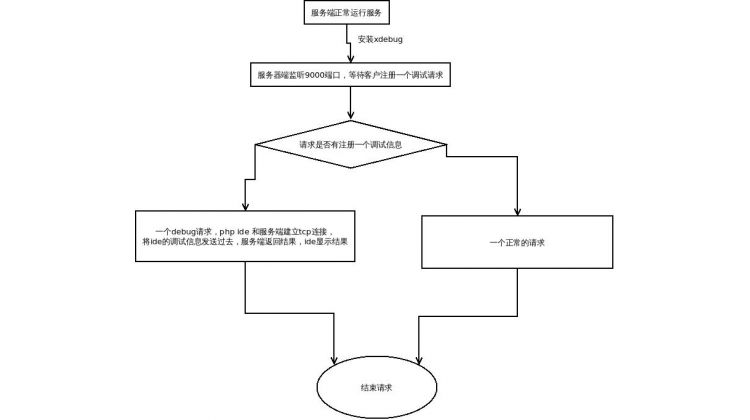 服务端正常运行服务
安装xdebug
服务器端监听9000端口，等待客户注册一个调试请求
请求是否有注册一个调试信息
一个debug请求，php ide 和服务端建立tcp连接，
将ide的调试信息发送过去，服务端返回结果，ide显示结果
一个正常的请求
结束请求